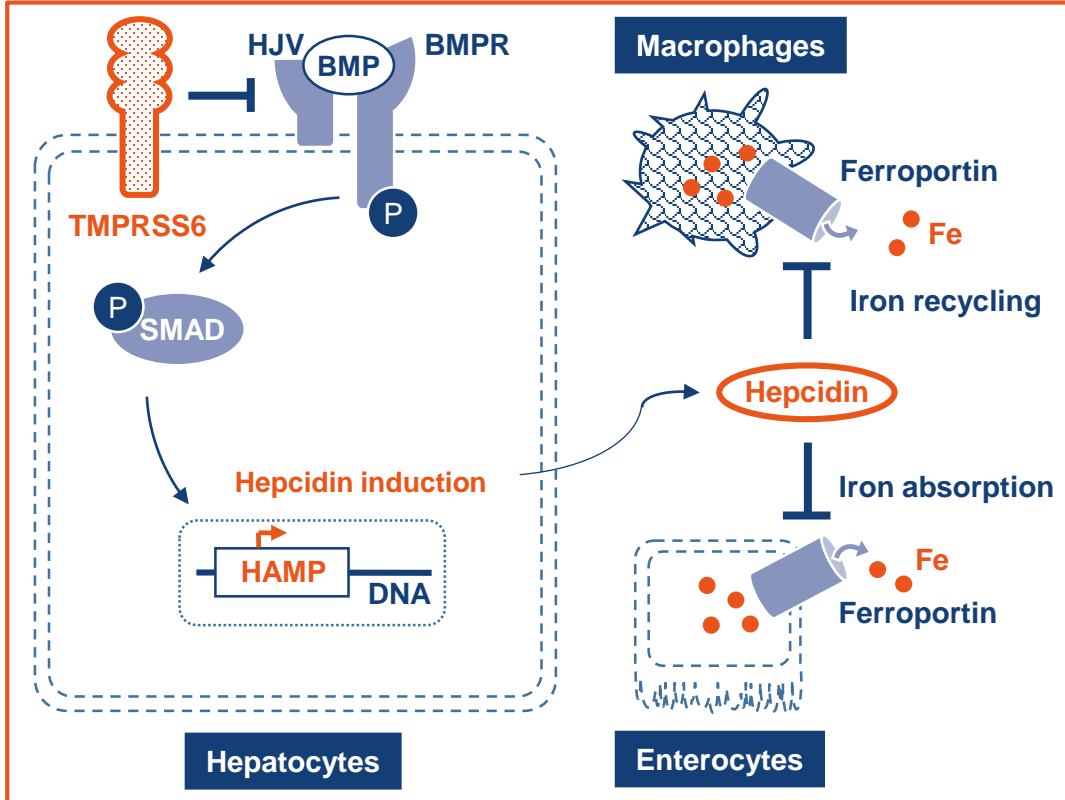 HJV
BMP
BMPR
TMPRSS6
P
P
SMAD
Hepcidin induction
HAMP
DNA
Hepatocytes
Macrophages
Ferroportin
Fe
Iron recycling
Hepcidin
Iron absorption
Fe
Ferroportin
Enterocytes